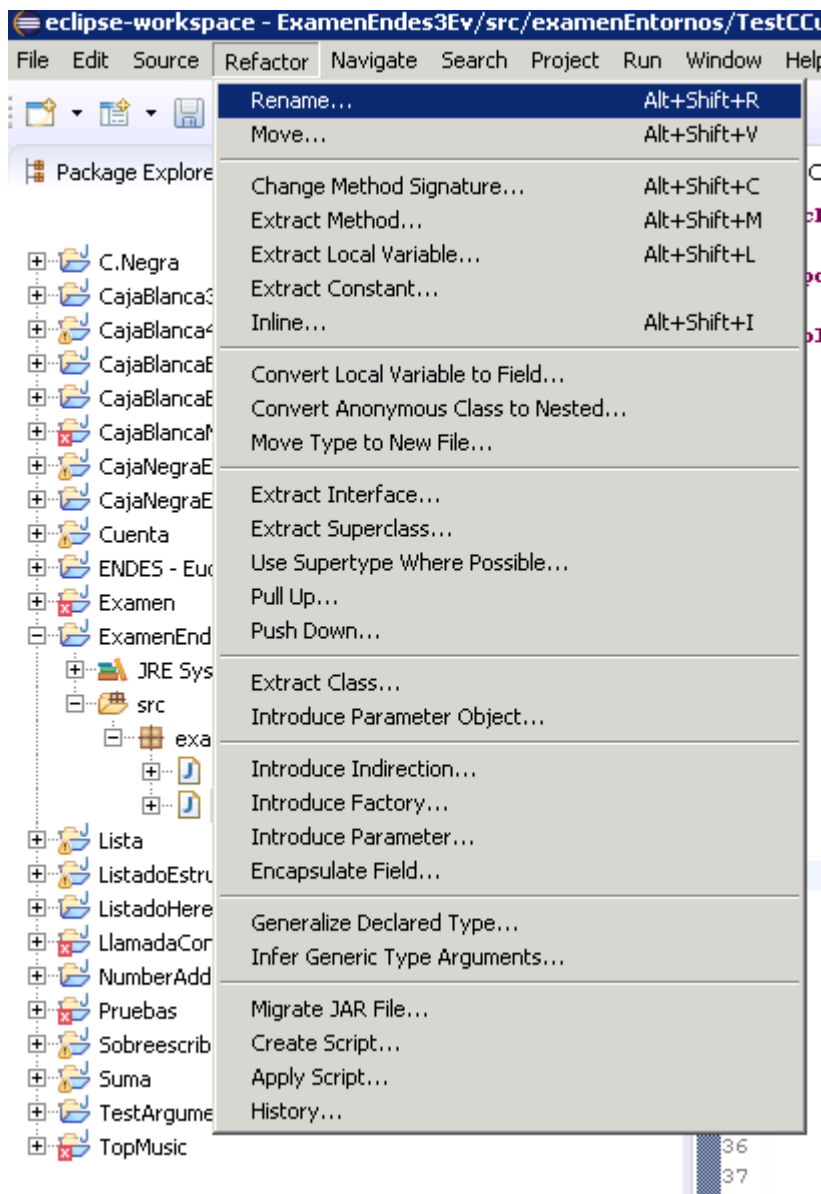 eclipse-workspace - ExamenEndes3Ev/src/examenEntornos/TestCCu
File Edit Source Refactor Navigate Search Project Run Window Help
Package Explore
Rename... Alt+Shift+R
Move... Alt+Shift+V
Change Method Signature... Alt+Shift+C
Extract Method... Alt+Shift+M
Extract Local Variable... Alt+Shift+L
Extract Constant...
Inline... Alt+Shift+I
Convert Local Variable to Field...
Convert Anonymous Class to Nested...
Move Type to New File...
Extract Interface...
Extract Superclass...
Use Supertype Where Possible...
Pull Up...
Push Down...
Extract Class...
Introduce Parameter Object...
Introduce Indirection...
Introduce Factory...
Introduce Parameter...
Encapsulate Field...
Generalize Declared Type...
Infer Generic Type Arguments...
Migrate JAR File...
Create Script...
Apply Script...
History...
C.Negra
CajaBlanca3
CajaBlanca4
CajaBlancaE
CajaBlancaE
CajaBlancaM
CajaNegraE
CajaNegraE
Cuenta
ENDES - Euc
Examen
ExamenEnd
JRE Sys
src
exa
Lista
ListadoEstru
ListadoHere
LlamadaCon
NumberAdd
Pruebas
Sobreescrib
Suma
TestArgume
TopMusic
36
37